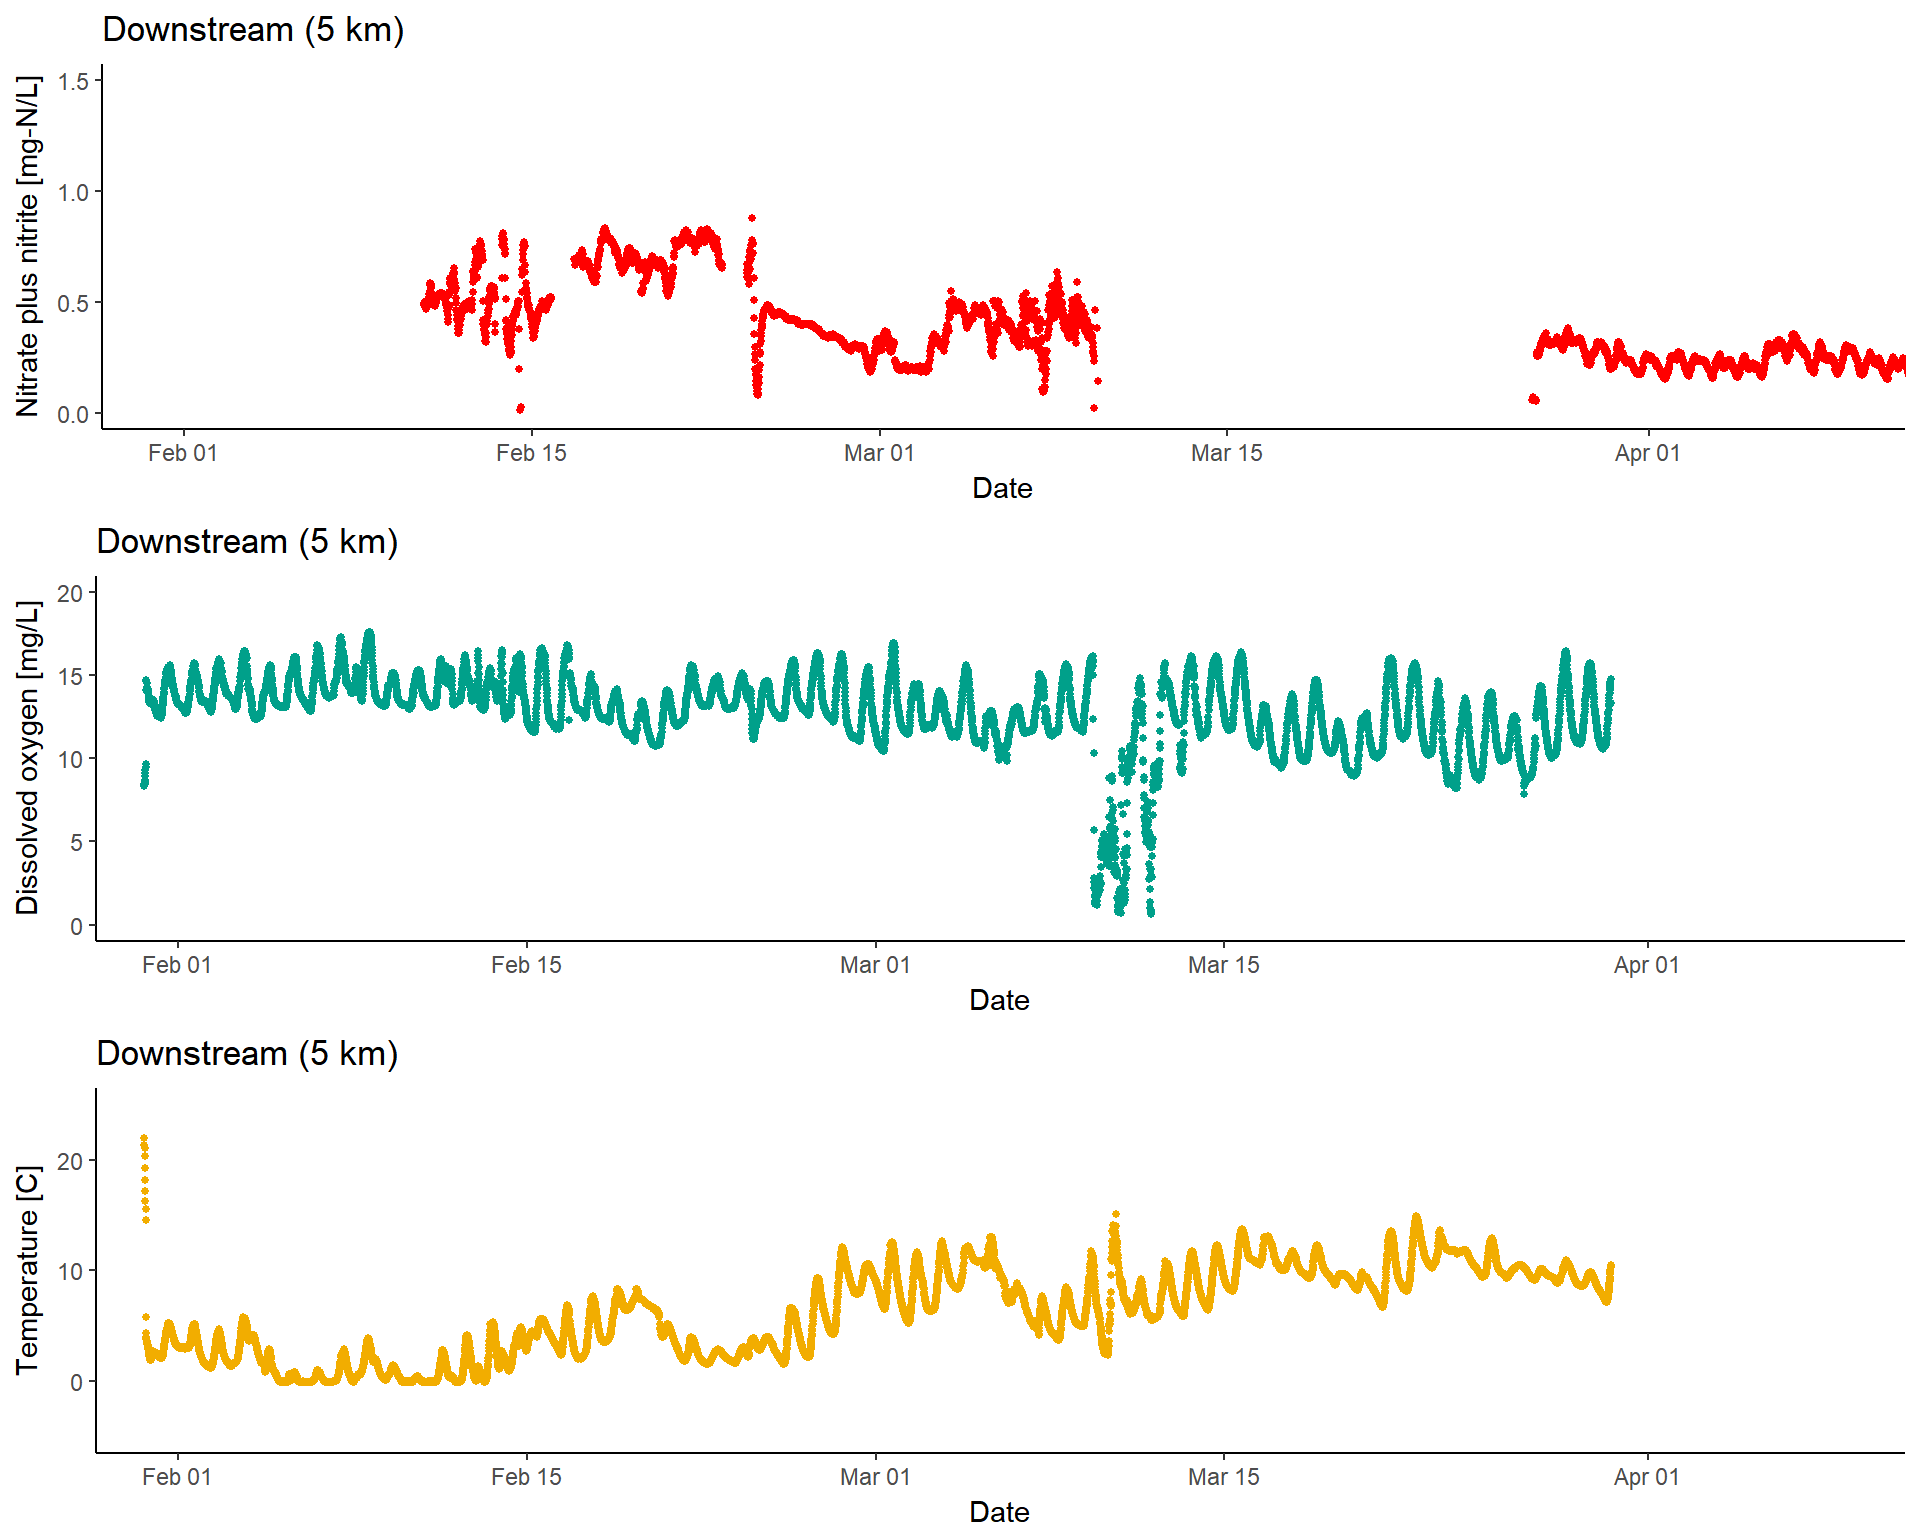 Downstream (5 km)
Nitrate plus nitrite [mg-N/L]
1.5
1.0
0.5
0.0
Feb 01 Feb 15 Mar 01 Mar 15 Apr 01
Date
Downstream (5 km)
Dissolved oxygen [mg/L]
20
15
10
5
0
Feb 01 Feb 15 Mar 01 Mar 15 Apr 01
Date
Downstream (5 km)
Temperature [C]
20
10
0
Feb 01 Feb 15 Mar 01 Mar 15 Apr 01
Date